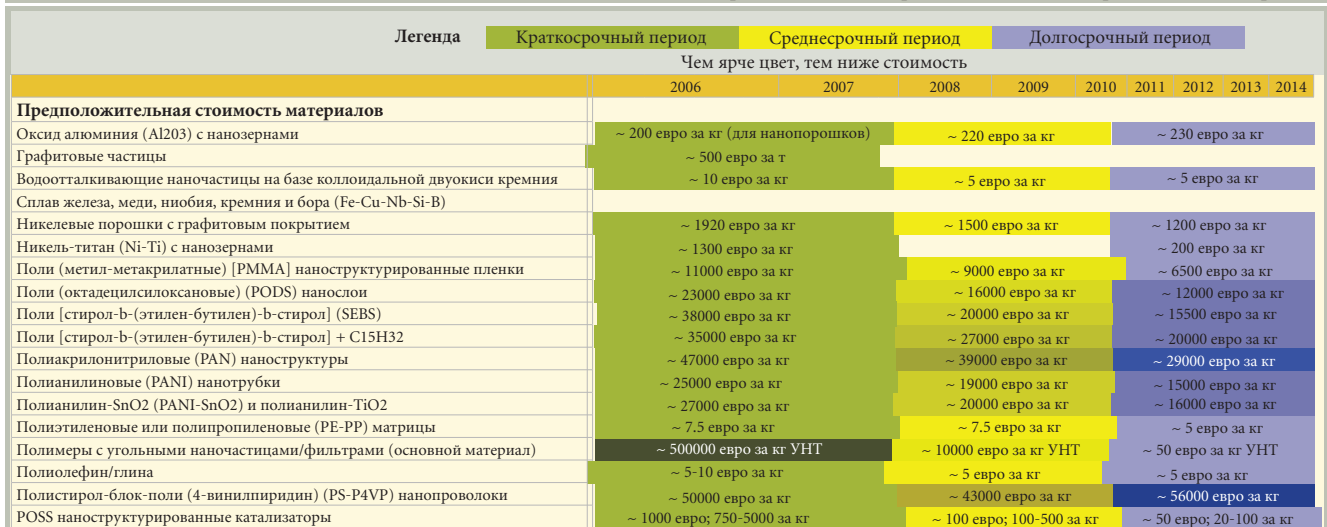 Легенда Краткосрочный период Среднесрочный период Долгосрочный период
Чем ярче цвет, тем ниже стоимость
2006 2007 2008 2009 2010 2011 2012 2013 2014
Предположительная стоимость материалов
Оксид алюминия (Al203) с нанозернами ~ 200 евро за кг (для нанопорошков) ~ 220 евро за кг ~ 230 евро за кг
Графитовые частицы ~ 500 евро за т
Водоотталкивающие наночастицы на базе коллоидальной двуокиси кремния ~ 10 евро за кг ~ 5 евро за кг ~ 5 евро за кг
Сплав железа, меди, ниобия, кремния и бора (Fe-Cu-Nb-Si-B)
Никелевые порошки с графитовым покрытием ~ 1920 евро за кг ~ 1500 евро за кг ~ 1200 евро за кг
Никель-титан (Ni-Ti) с нанозернами ~ 1300 евро за кг ~ 200 евро за кг
Поли (метил-метакрилатные) [PMMA] наноструктурированные пленки ~ 11000 евро за кг ~ 9000 евро за кг ~ 6500 евро за кг
Поли (октадецилсилоксановые) (PODS) нанослои ~ 23000 евро за кг ~ 16000 евро за кг ~ 12000 евро за кг
Поли [стирол-b-(этилен-бутилен)-b-стирол] (SEBS) ~ 38000 евро за кг ~ 20000 евро за кг ~ 15500 евро за кг
Поли [стирол-b-(этилен-бутилен)-b-стирол] + C15H32 ~ 35000 евро за кг ~ 27000 евро за кг ~ 20000 евро за кг
Полиакрилонитриловые (PAN) наноструктуры ~ 47000 евро за кг ~ 39000 евро за кг ~ 29000 евро за кг
Полианилиновые (PANI) нанотрубки ~ 25000 евро за кг ~ 19000 евро за кг ~ 15000 евро за кг
Полианилин-SnO2 (PANI-SnO2) и полианилин-TiO2 ~ 27000 евро за кг ~ 20000 евро за кг ~ 16000 евро за кг
Полиэтиленовые или полипропиленовые (PE-PP) матрицы ~ 7.5 евро за кг ~ 7.5 евро за кг ~ 5 евро за кг
Полимеры с угольными наночастицами/фильтрами (основной материал) ~ 500000 евро за кг УНТ ~ 10000 евро за кг УНТ ~ 50 евро за кг УНТ
Полиолефин/глина ~ 5-10 евро за кг ~ 5 евро за кг ~ 5 евро за кг
Полистирол-блок-поли (4-винилпиридин) (PS-P4VP) нанопроволоки ~ 50000 евро за кг ~ 43000 евро за кг ~ 56000 евро за кг
POSS наноструктурированные катализаторы ~ 1000 евро; 750-5000 за кг ~ 100 евро; 100-500 за кг ~ 50 евро; 20-100 за кг